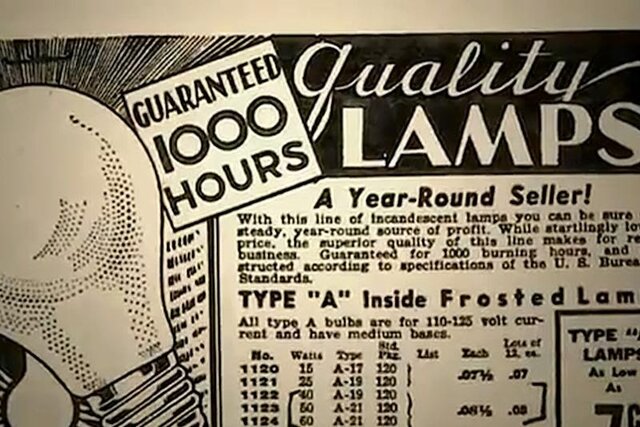 GUARANTEED
1000
HOURS
Quality
LAMPS
A Year-Round Seller!
With this line of incandescent lamps you can be sure
steady, year-round source of profit. While startlingly lo
price, the superior quality of this line makes for re
business. Guaranteed for 1000 burning hours, and
structed according to specifications of the U. S. Burea
Standards.
TYPE "A" Inside Frosted Lam
All type A bulbs are for 110-125 volt cur-
rent and have medium bases.
No. Watts Type Std. Pkg. List Each Lots of 12, ea.
1120 15 A-17 120
1121 25 A-19 120 .07½ .07
1122 40 A-19 120
1123 50 A-21 120 .08½ .08
1124 60 A-21 120
TYPE "
LAMPS
As Low
As
7